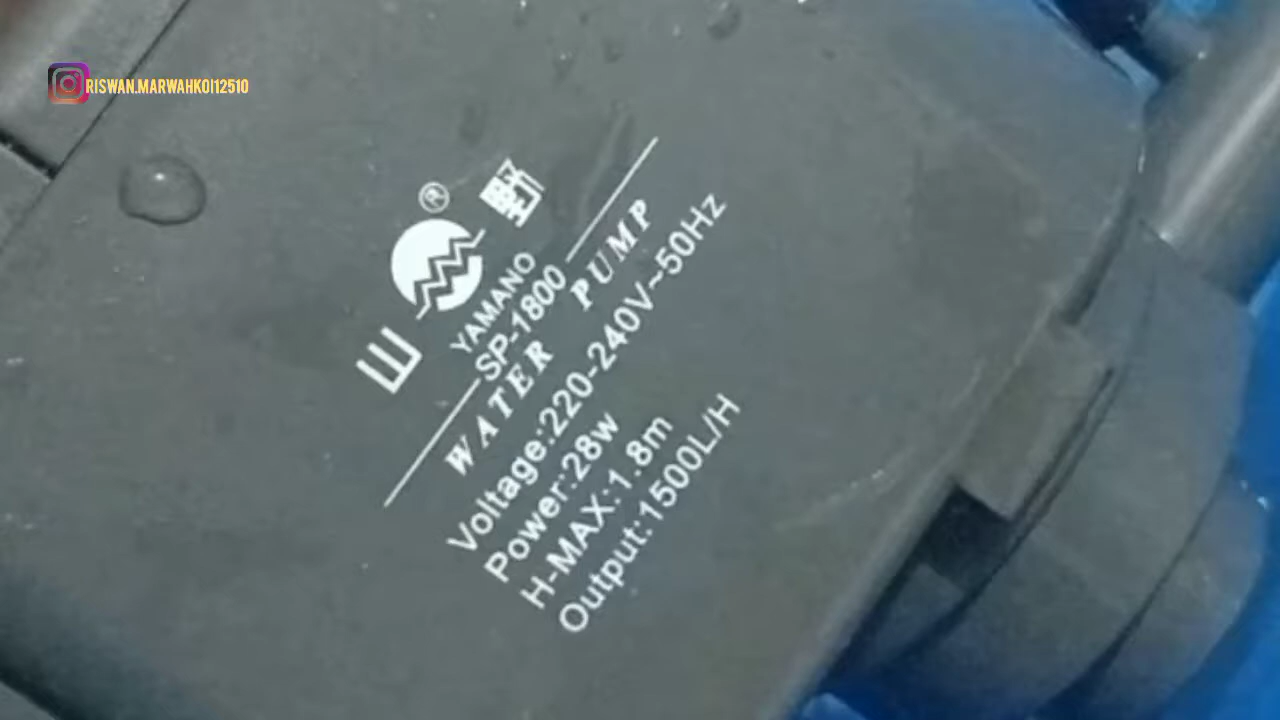 RISWAN.MARWAHKOI12510
山 野
®
YAMANO
SP-1800
WATER PUMP
Voltage:220-240V~50Hz
Power:28w
H-MAX:1.8m
Output:1500L/H